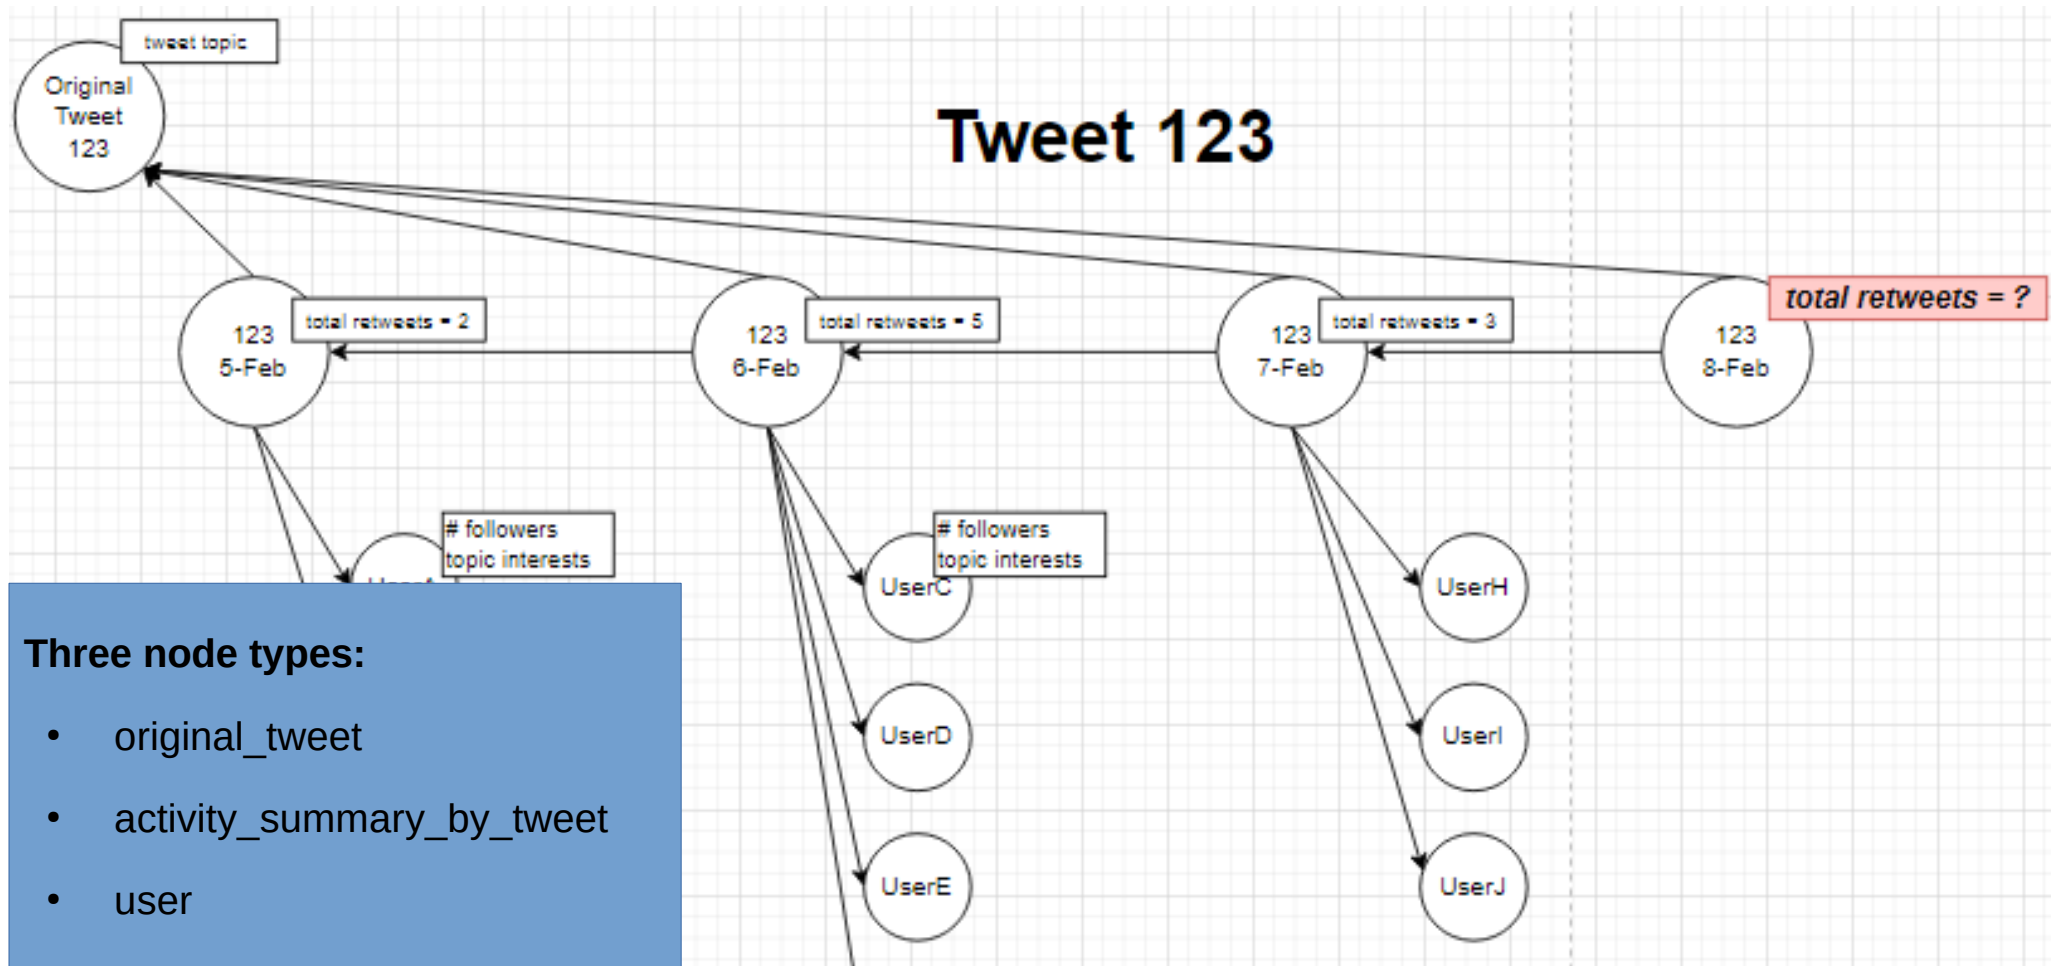 tweet topic
Original
Tweet
123
Tweet 123
123
5-Feb
total retweets = 2
123
6-Feb
total retweets = 5
123
7-Feb
total retweets = 3
123
8-Feb
total retweets = ?
# followers
topic interests
# followers
topic interests
UserC
UserH
UserD
UserI
UserE
UserJ
Three node types:
• original_tweet
• activity_summary_by_tweet
• user